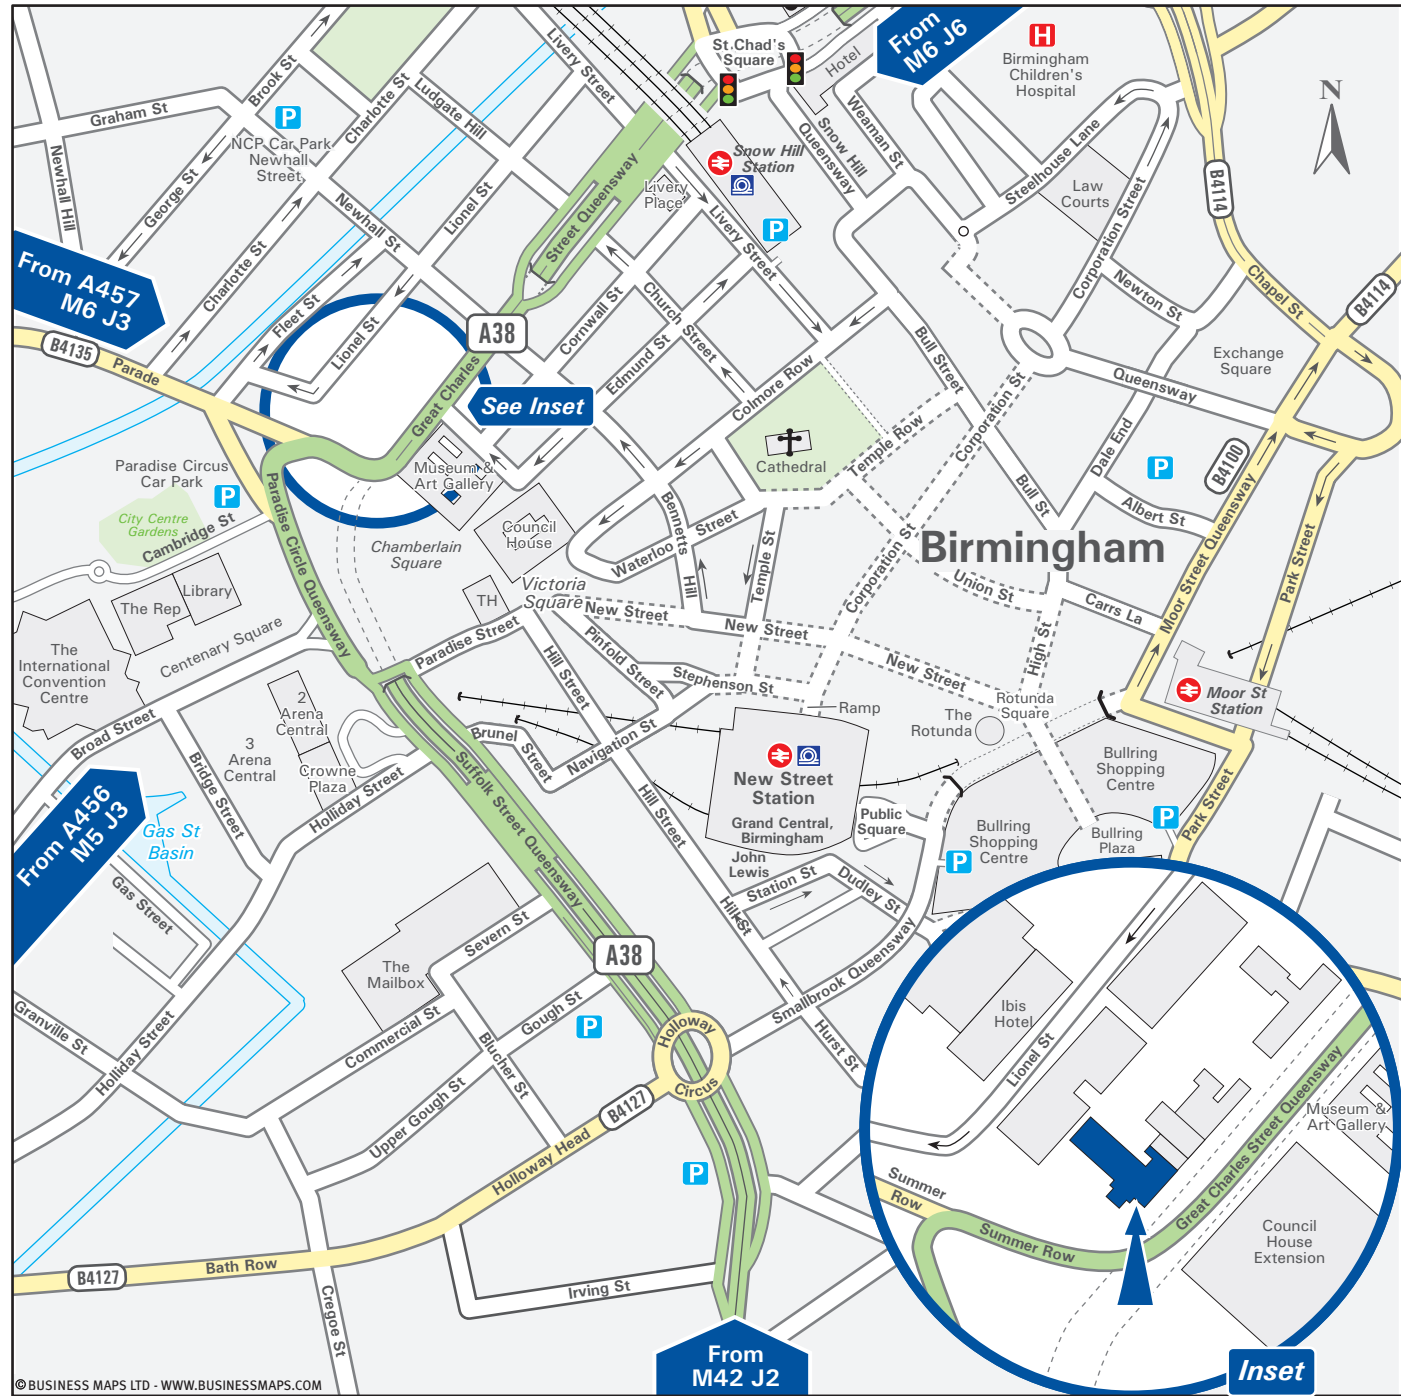 Livery Street
St.Chad's
Square
Hotel
From
M6 J6
H
Birmingham
Children's
Hospital
N
Brook St
Graham St
P
NCP Car Park
Newhall
Street
Charlotte St
Ludgate Hill
Newhall Hill
George St
Newhall St
Lionel St
Street Queensway
Livery
Place
Snow Hill
Station
P
Livery Street
Snow Hill
Queensway
Weaman St
Steelhouse Lane
Law
Courts
Corporation Street
B4114
Newton St
Chapel St
B4114
From A457
M6 J3
Charlotte St
Fleet St
Lionel St
B4135
Parade
A38
Great Charles
See Inset
Cornwall St
Church Street
Edmund St
Colmore Row
Bull Street
Exchange
Square
Queensway
Corporation St
Temple Row
Cathedral
Dale End
P
B4100
Bull St
Albert St
Paradise Circus
Car Park
P
City Centre
Gardens
Cambridge St
Museum &
Art Gallery
Council
House
Chamberlain
Square
Paradise Circle Queensway
Bennetts
Hill
Waterloo Street
Temple St
Birmingham
Corporation St
Union St
Moor Street Queensway
Park Street
Carrs La
Library
The Rep
Centenary Square
The
International
Convention
Centre
TH
Victoria
Square
New Street
New Street
New Street
Paradise Street
Pinfold Street
Hill Street
Stephenson St
High St
Moor St
Station
Broad Street
2
Arena
Central
3
Arena
Central
Crowne
Plaza
Brunel
Street
Navigation St
Ramp
The
Rotunda
Rotunda
Square
Bullring
Shopping
Centre
P
Park Street
Bridge Street
Holliday Street
Suffolk Street Queensway
New Street
Station
Grand Central,
Birmingham
Public
Square
Hill Street
From A456
M5 J3
Gas St
Basin
Gas Street
John
Lewis
Station St
Dudley St
P
Bullring
Shopping
Centre
Bullring
Plaza
Hill St
Severn St
The
Mailbox
A38
Smallbrook Queensway
Gough St
P
Commercial St
Granville St
Holliday Street
Blucher St
Upper Gough St
Holloway
Circus
Hurst St
B4127
Holloway Head
P
B4127
Bath Row
Cregoe St
Irving St
From
M42 J2
Ibis
Hotel
Lionel St
Museum &
Art Gallery
Great Charles Street Queensway
Summer
Row
Summer Row
Council
House
Extension
Inset
© BUSINESS MAPS LTD - WWW.BUSINESSMAPS.COM